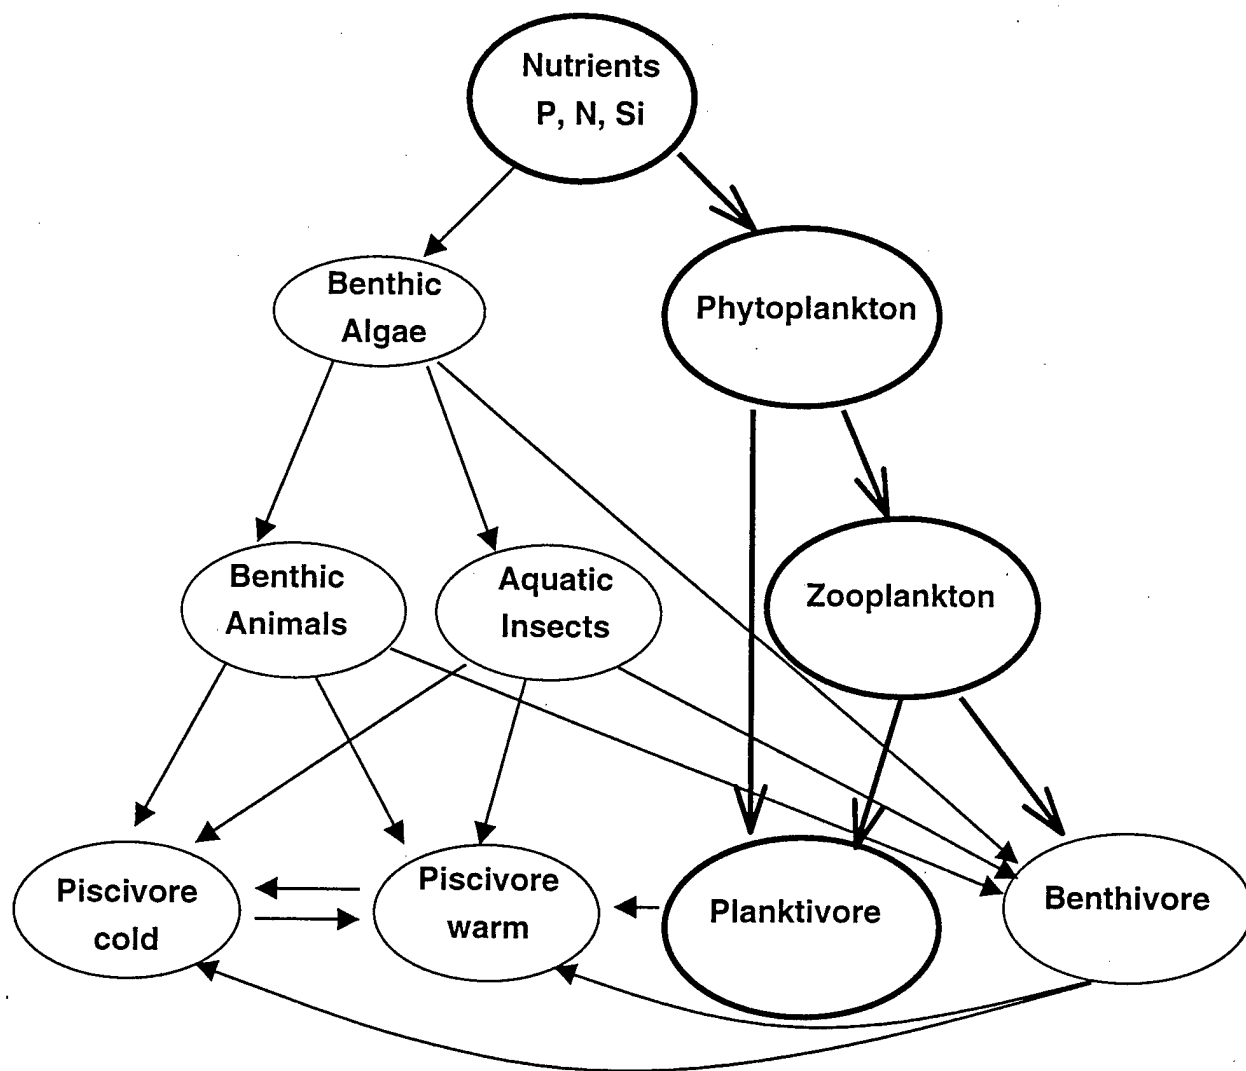 Nutrients
P, N, Si
Benthic
Algae
Phytoplankton
Benthic
Animals
Aquatic
Insects
Zooplankton
Piscivore
cold
Piscivore
warm
Planktivore
Benthivore